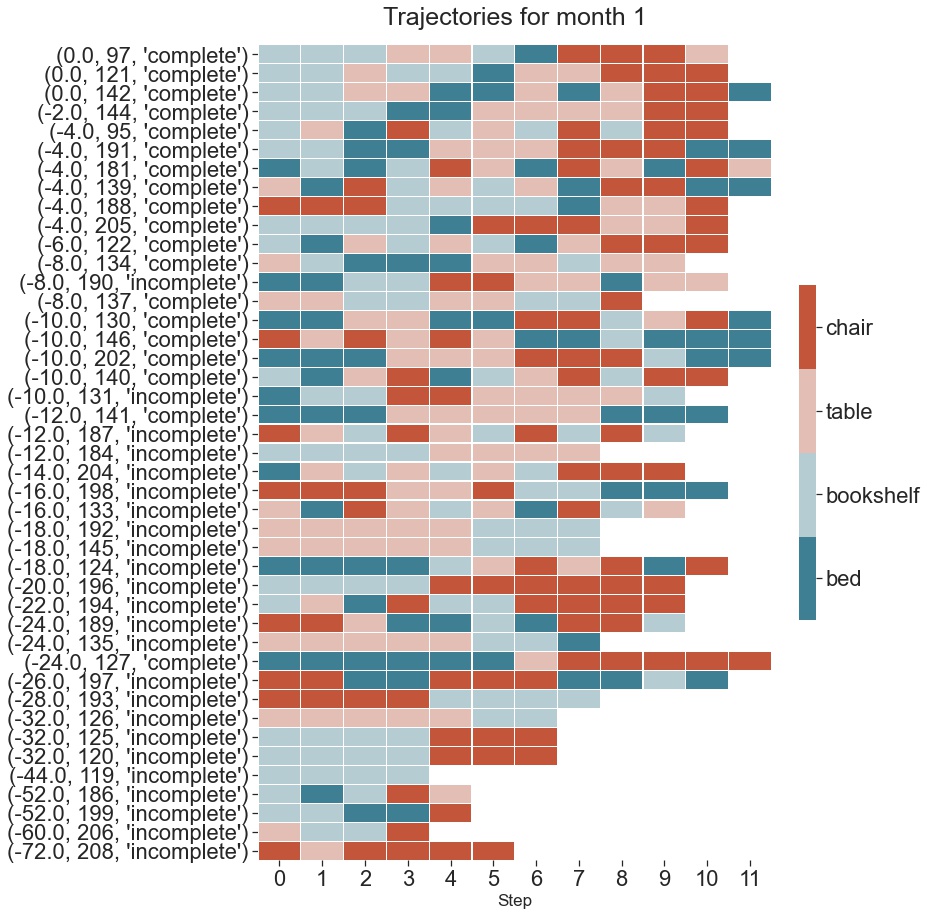 Trajectories for month 1
(0.0, 97, 'complete')
(0.0, 121, 'complete')
(0.0, 142, 'complete')
(-2.0, 144, 'complete')
(-4.0, 95, 'complete')
(-4.0, 191, 'complete')
(-4.0, 181, 'complete')
(-4.0, 139, 'complete')
(-4.0, 188, 'complete')
(-4.0, 205, 'complete')
(-6.0, 122, 'complete')
(-8.0, 134, 'complete')
(-8.0, 190, 'incomplete')
(-8.0, 137, 'complete')
(-10.0, 130, 'complete')
(-10.0, 146, 'complete')
(-10.0, 202, 'complete')
(-10.0, 140, 'complete')
(-10.0, 131, 'incomplete')
(-12.0, 141, 'complete')
(-12.0, 187, 'incomplete')
(-12.0, 184, 'incomplete')
(-14.0, 204, 'incomplete')
(-16.0, 198, 'incomplete')
(-16.0, 133, 'incomplete')
(-18.0, 192, 'incomplete')
(-18.0, 145, 'incomplete')
(-18.0, 124, 'incomplete')
(-20.0, 196, 'incomplete')
(-22.0, 194, 'incomplete')
(-24.0, 189, 'incomplete')
(-24.0, 135, 'incomplete')
(-24.0, 127, 'complete')
(-26.0, 197, 'incomplete')
(-28.0, 193, 'incomplete')
(-32.0, 126, 'incomplete')
(-32.0, 125, 'incomplete')
(-32.0, 120, 'incomplete')
(-44.0, 119, 'incomplete')
(-52.0, 186, 'incomplete')
(-52.0, 199, 'incomplete')
(-60.0, 206, 'incomplete')
(-72.0, 208, 'incomplete')
0 1 2 3 4 5 6 7 8 9 10 11
Step
chair
table
bookshelf
bed